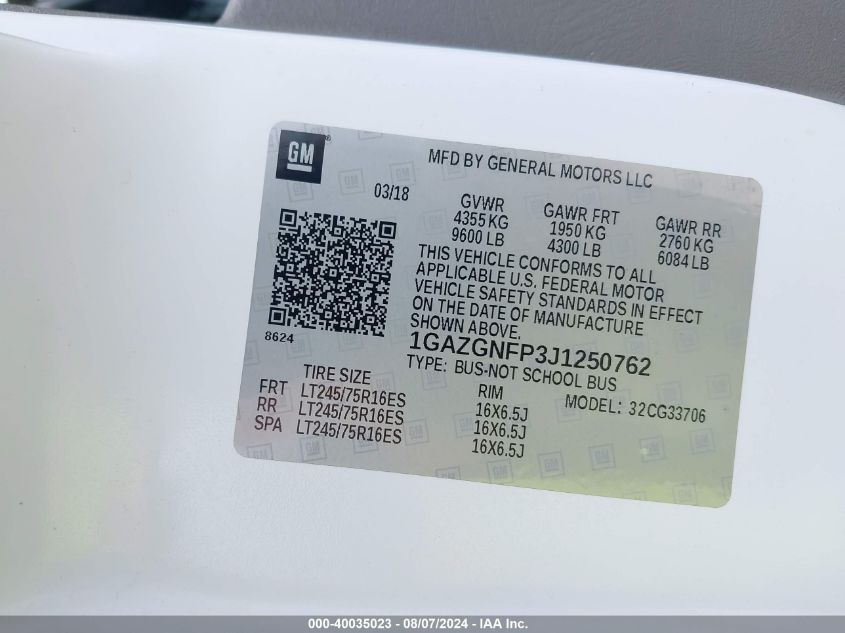 GM®
MFD BY GENERAL MOTORS LLC
03/18
GVWR GAWR FRT GAWR RR
4355 KG 1950 KG 2760 KG
9600 LB 4300 LB 6084 LB
THIS VEHICLE CONFORMS TO ALL
APPLICABLE U.S. FEDERAL MOTOR
VEHICLE SAFETY STANDARDS IN EFFECT
ON THE DATE OF MANUFACTURE
SHOWN ABOVE.
8624
1GAZGNFP3J1250762
TYPE: BUS-NOT SCHOOL BUS
MODEL: 32CG33706
TIRE SIZE RIM
FRT LT245/75R16ES 16X6.5J
RR LT245/75R16ES 16X6.5J
SPA LT245/75R16ES 16X6.5J
000-40035023 - 08/07/2024 - IAA Inc.